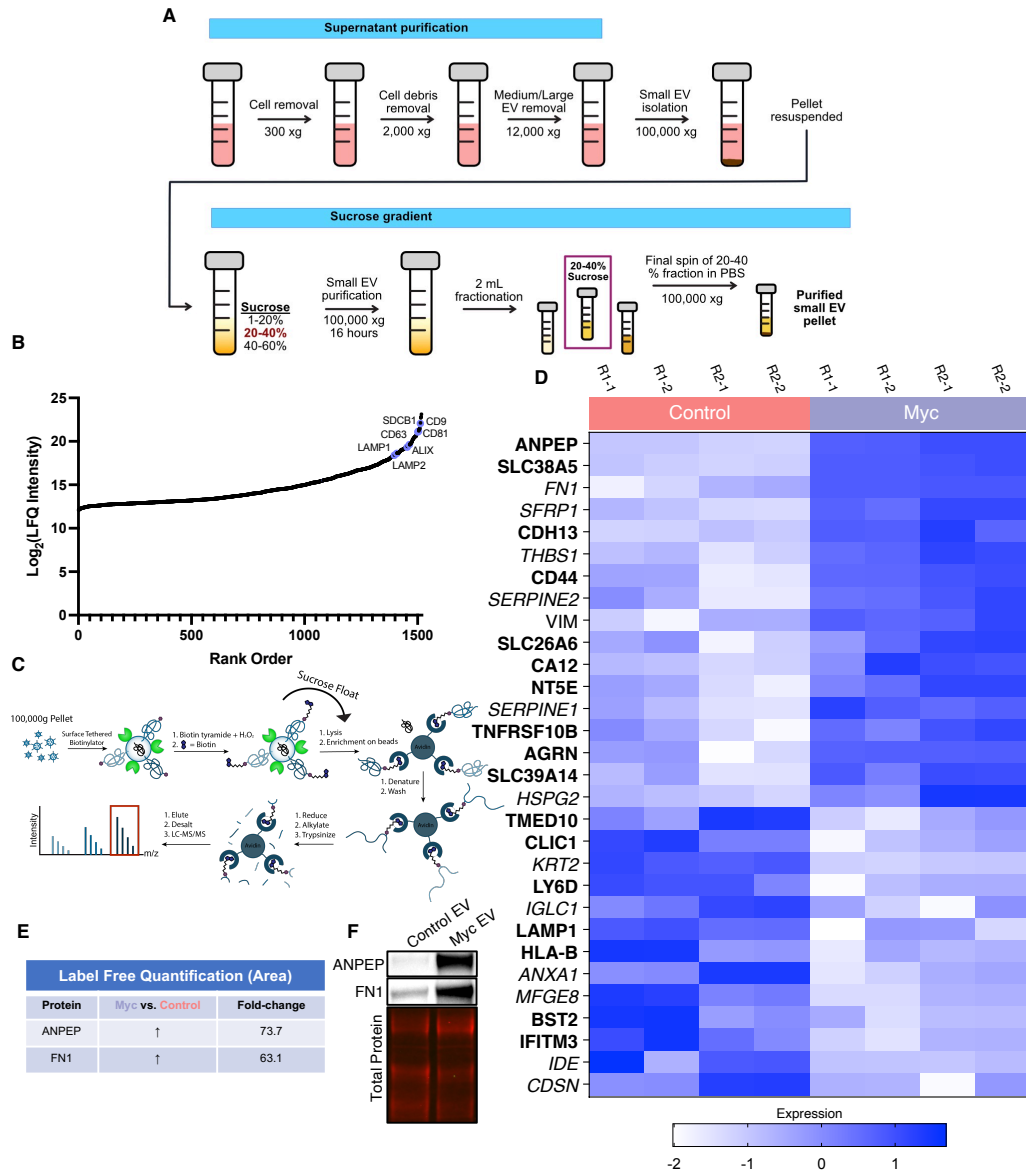 A
Supernatant purification
Cell removal
300 xg
Cell debris
removal
2,000 xg
Medium/Large
EV removal
12,000 xg
Small EV
isolation
100,000 xg
Pellet
resuspended
Sucrose gradient
Sucrose
1-20%
20-40%
40-60%
Small EV
purification
100,000 xg
16 hours
2 mL
fractionation
20-40%
Sucrose
Final spin of 20-40
% fraction in PBS
100,000 xg
Purified
small EV
pellet
B
Log2(LFQ Intensity)
25
20
15
10
5
0
0
500
1000
1500
Rank Order
SDCB1
CD9
CD63
CD81
LAMP1
ALIX
LAMP2
C
100,000g Pellet
Surface Tethered
Biotinylator
1. Biotin tyramide + H2O2
2. = Biotin
Sucrose Float
1. Lysis
2. Enrichment on beads
Avidin
1. Denature
2. Wash
Avidin
1. Reduce
2. Alkylate
3. Trypsinize
Avidin
1. Elute
2. Desalt
3. LC-MS/MS
Intensity
m/z
D
R1-1
R1-2
R2-1
R2-2
R1-1
R1-2
R2-1
R2-2
Control
Myc
ANPEP
SLC38A5
FN1
SFRP1
CDH13
THBS1
CD44
SERPINE2
VIM
SLC26A6
CA12
NT5E
SERPINE1
TNFRSF10B
AGRN
SLC39A14
HSPG2
TMED10
CLIC1
KRT2
LY6D
IGLC1
LAMP1
HLA-B
ANXA1
MFGE8
BST2
IFITM3
IDE
CDSN
Expression
-2
-1
0
1
E
Label Free Quantification (Area)
Protein Myc vs. Control Fold-change
ANPEP ↑ 73.7
FN1 ↑ 63.1
F
Control EV
Myc EV
ANPEP
FN1
Total Protein